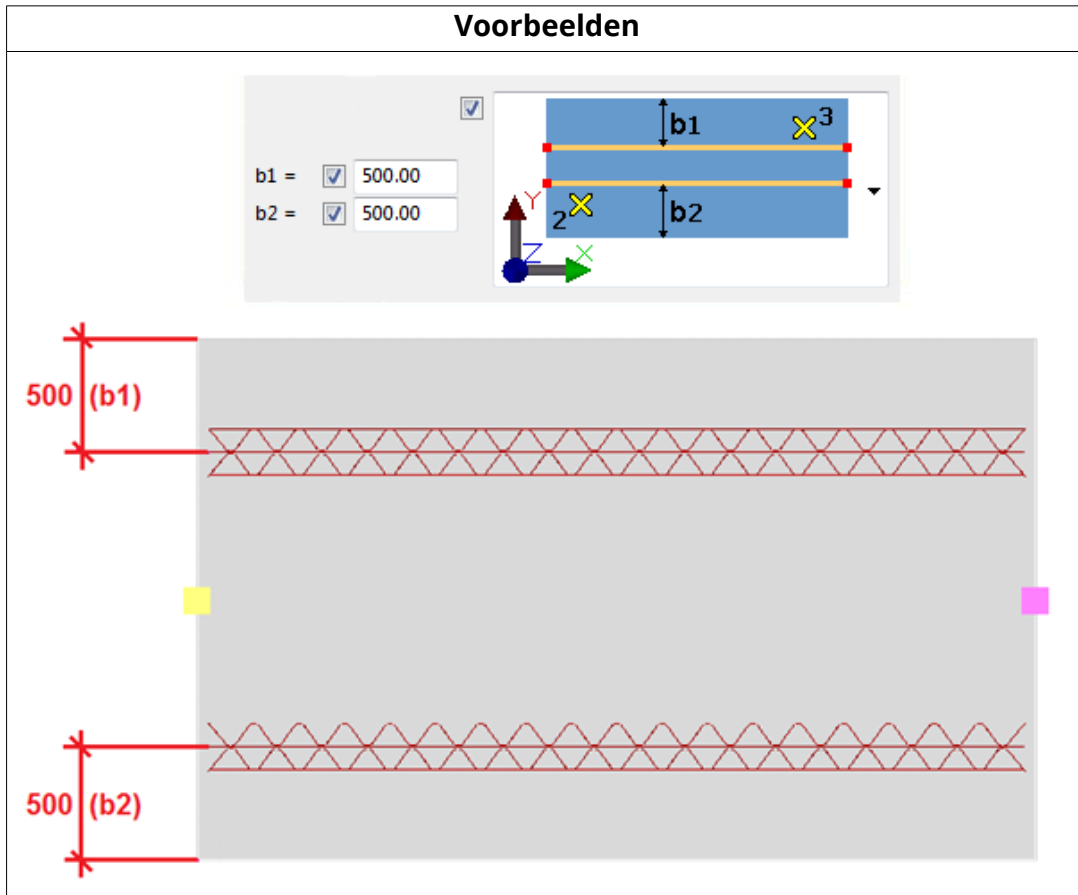 Voorbeelden
b1
3
b1 = 500.00
b2 = 500.00
Y
2
b2
Z
X
500 (b1)
500 (b2)